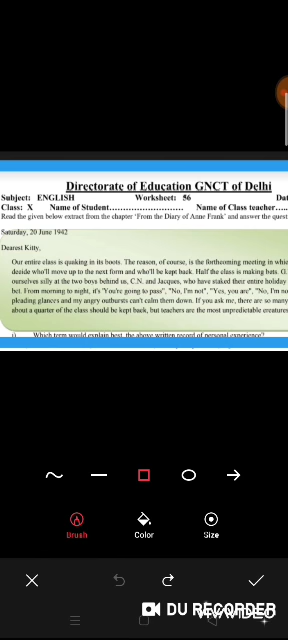 Directorate of Education GNCT of Delhi
Subject: ENGLISH Worksheet: 56 Dat
Class: X Name of Student……………………… Name of Class teacher…..
Read the given below extract from the chapter 'From the Diary of Anne Frank' and answer the quest
Saturday, 20 June 1942
Dearest Kitty,
Our entire class is quaking in its boots. The reason, of course, is the forthcoming meeting in whic
decide who'll move up to the next form and who'll be kept back. Half the class is making bets. G.
ourselves silly at the two boys behind us, C.N. and Jacques, who have staked their entire holiday
bet. From morning to night, it's "You're going to pass", "No, I'm not", "Yes, you are", "No, I'm no
pleading glances and my angry outbursts can't calm them down. If you ask me, there are so many
about a quarter of the class should be kept back, but teachers are the most unpredictable creatures
i) Which term would explain best, the above written record of personal experience?
Brush Color Size
DU RECORDER
VIVAVIDEO